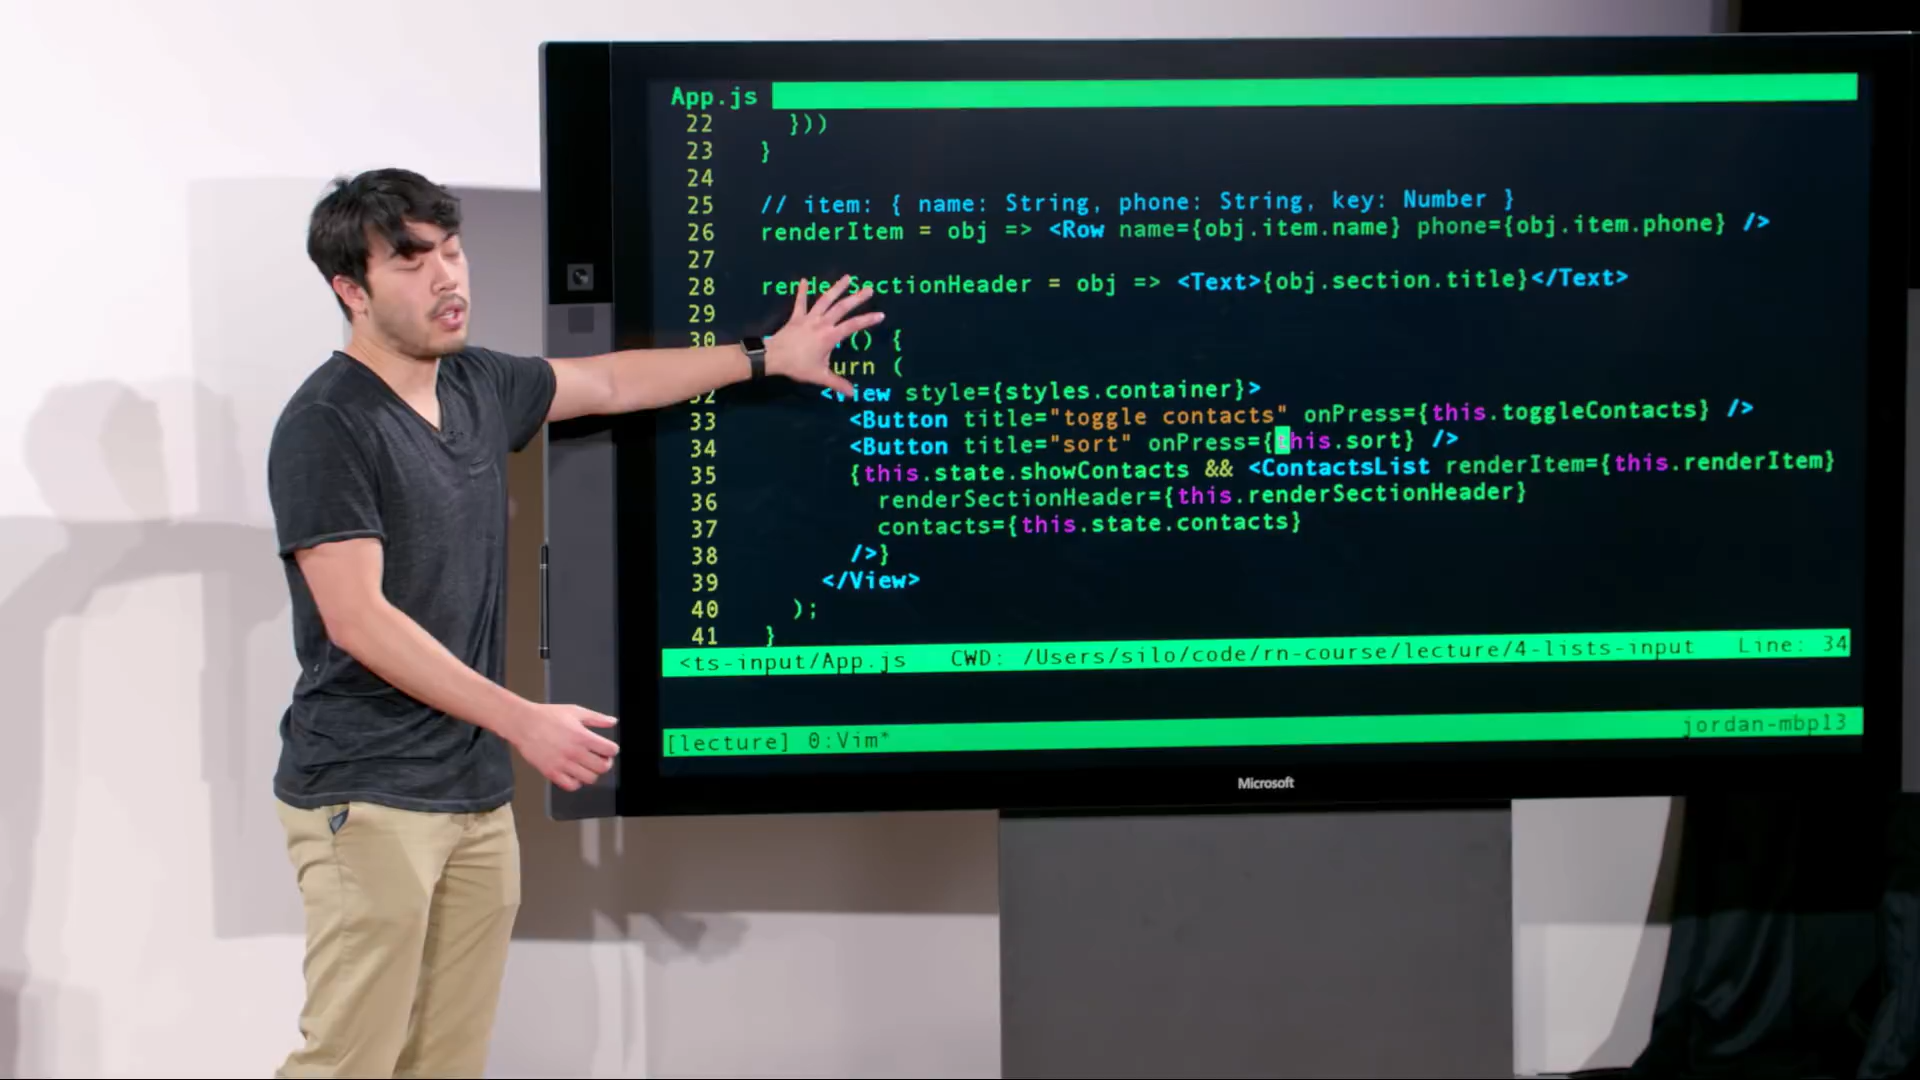 App.js
22 }))
23 }
24
25 // item: { name: String, phone: String, key: Number }
26 renderItem = obj => <Row name={obj.item.name} phone={obj.item.phone} />
27
28 renderSectionHeader = obj => <Text>{obj.section.title}</Text>
29
30 () {
urn (
32 <View style={styles.container}>
33 <Button title="toggle contacts" onPress={this.toggleContacts} />
34 <Button title="sort" onPress={this.sort} />
35 {this.state.showContacts && <ContactsList renderItem={this.renderItem}
36 renderSectionHeader={this.renderSectionHeader}
37 contacts={this.state.contacts}
38 />}
39 </View>
40 );
41 }
<ts-input/App.js CWD: /Users/silo/code/rn-course/lecture/4-lists-input Line: 34
[lecture] 0:Vim* jordan-mbp13
Microsoft